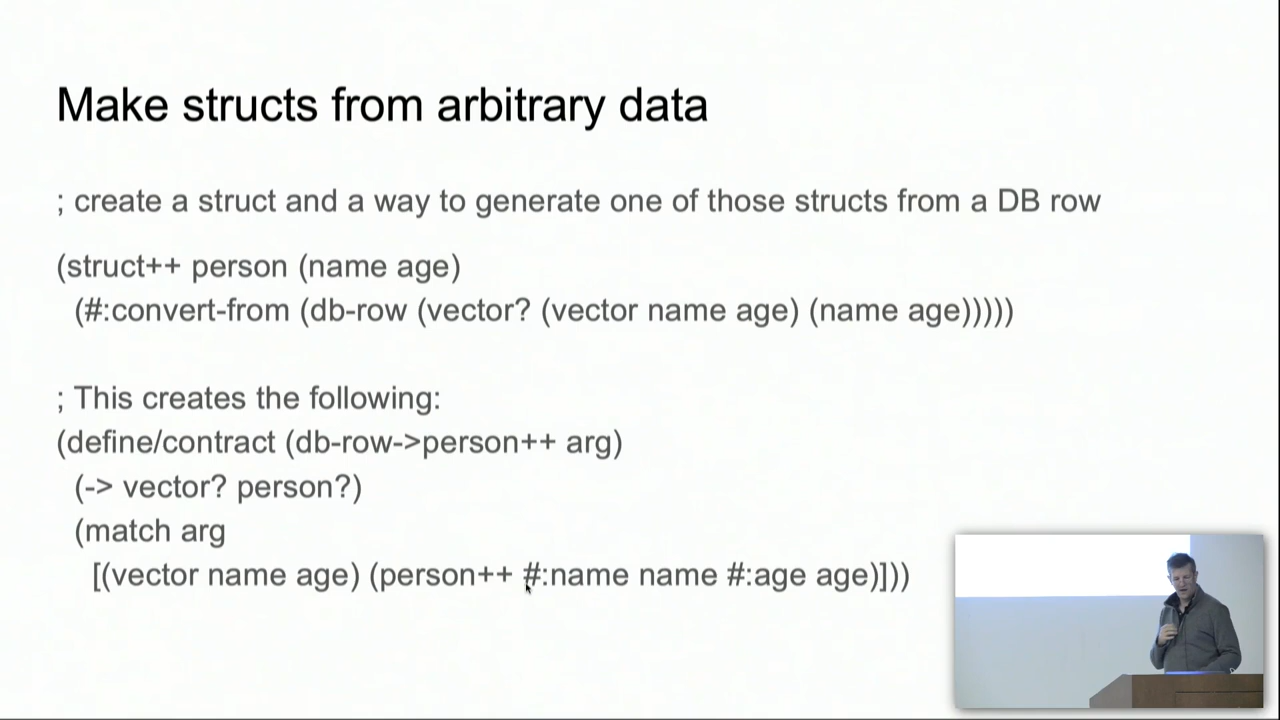 Make structs from arbitrary data
; create a struct and a way to generate one of those structs from a DB row
(struct++ person (name age)
(#:convert-from (db-row (vector? (vector name age) (name age)))))
; This creates the following:
(define/contract (db-row->person++ arg)
(-> vector? person?)
(match arg
[(vector name age) (person++ #:name name #:age age)]))